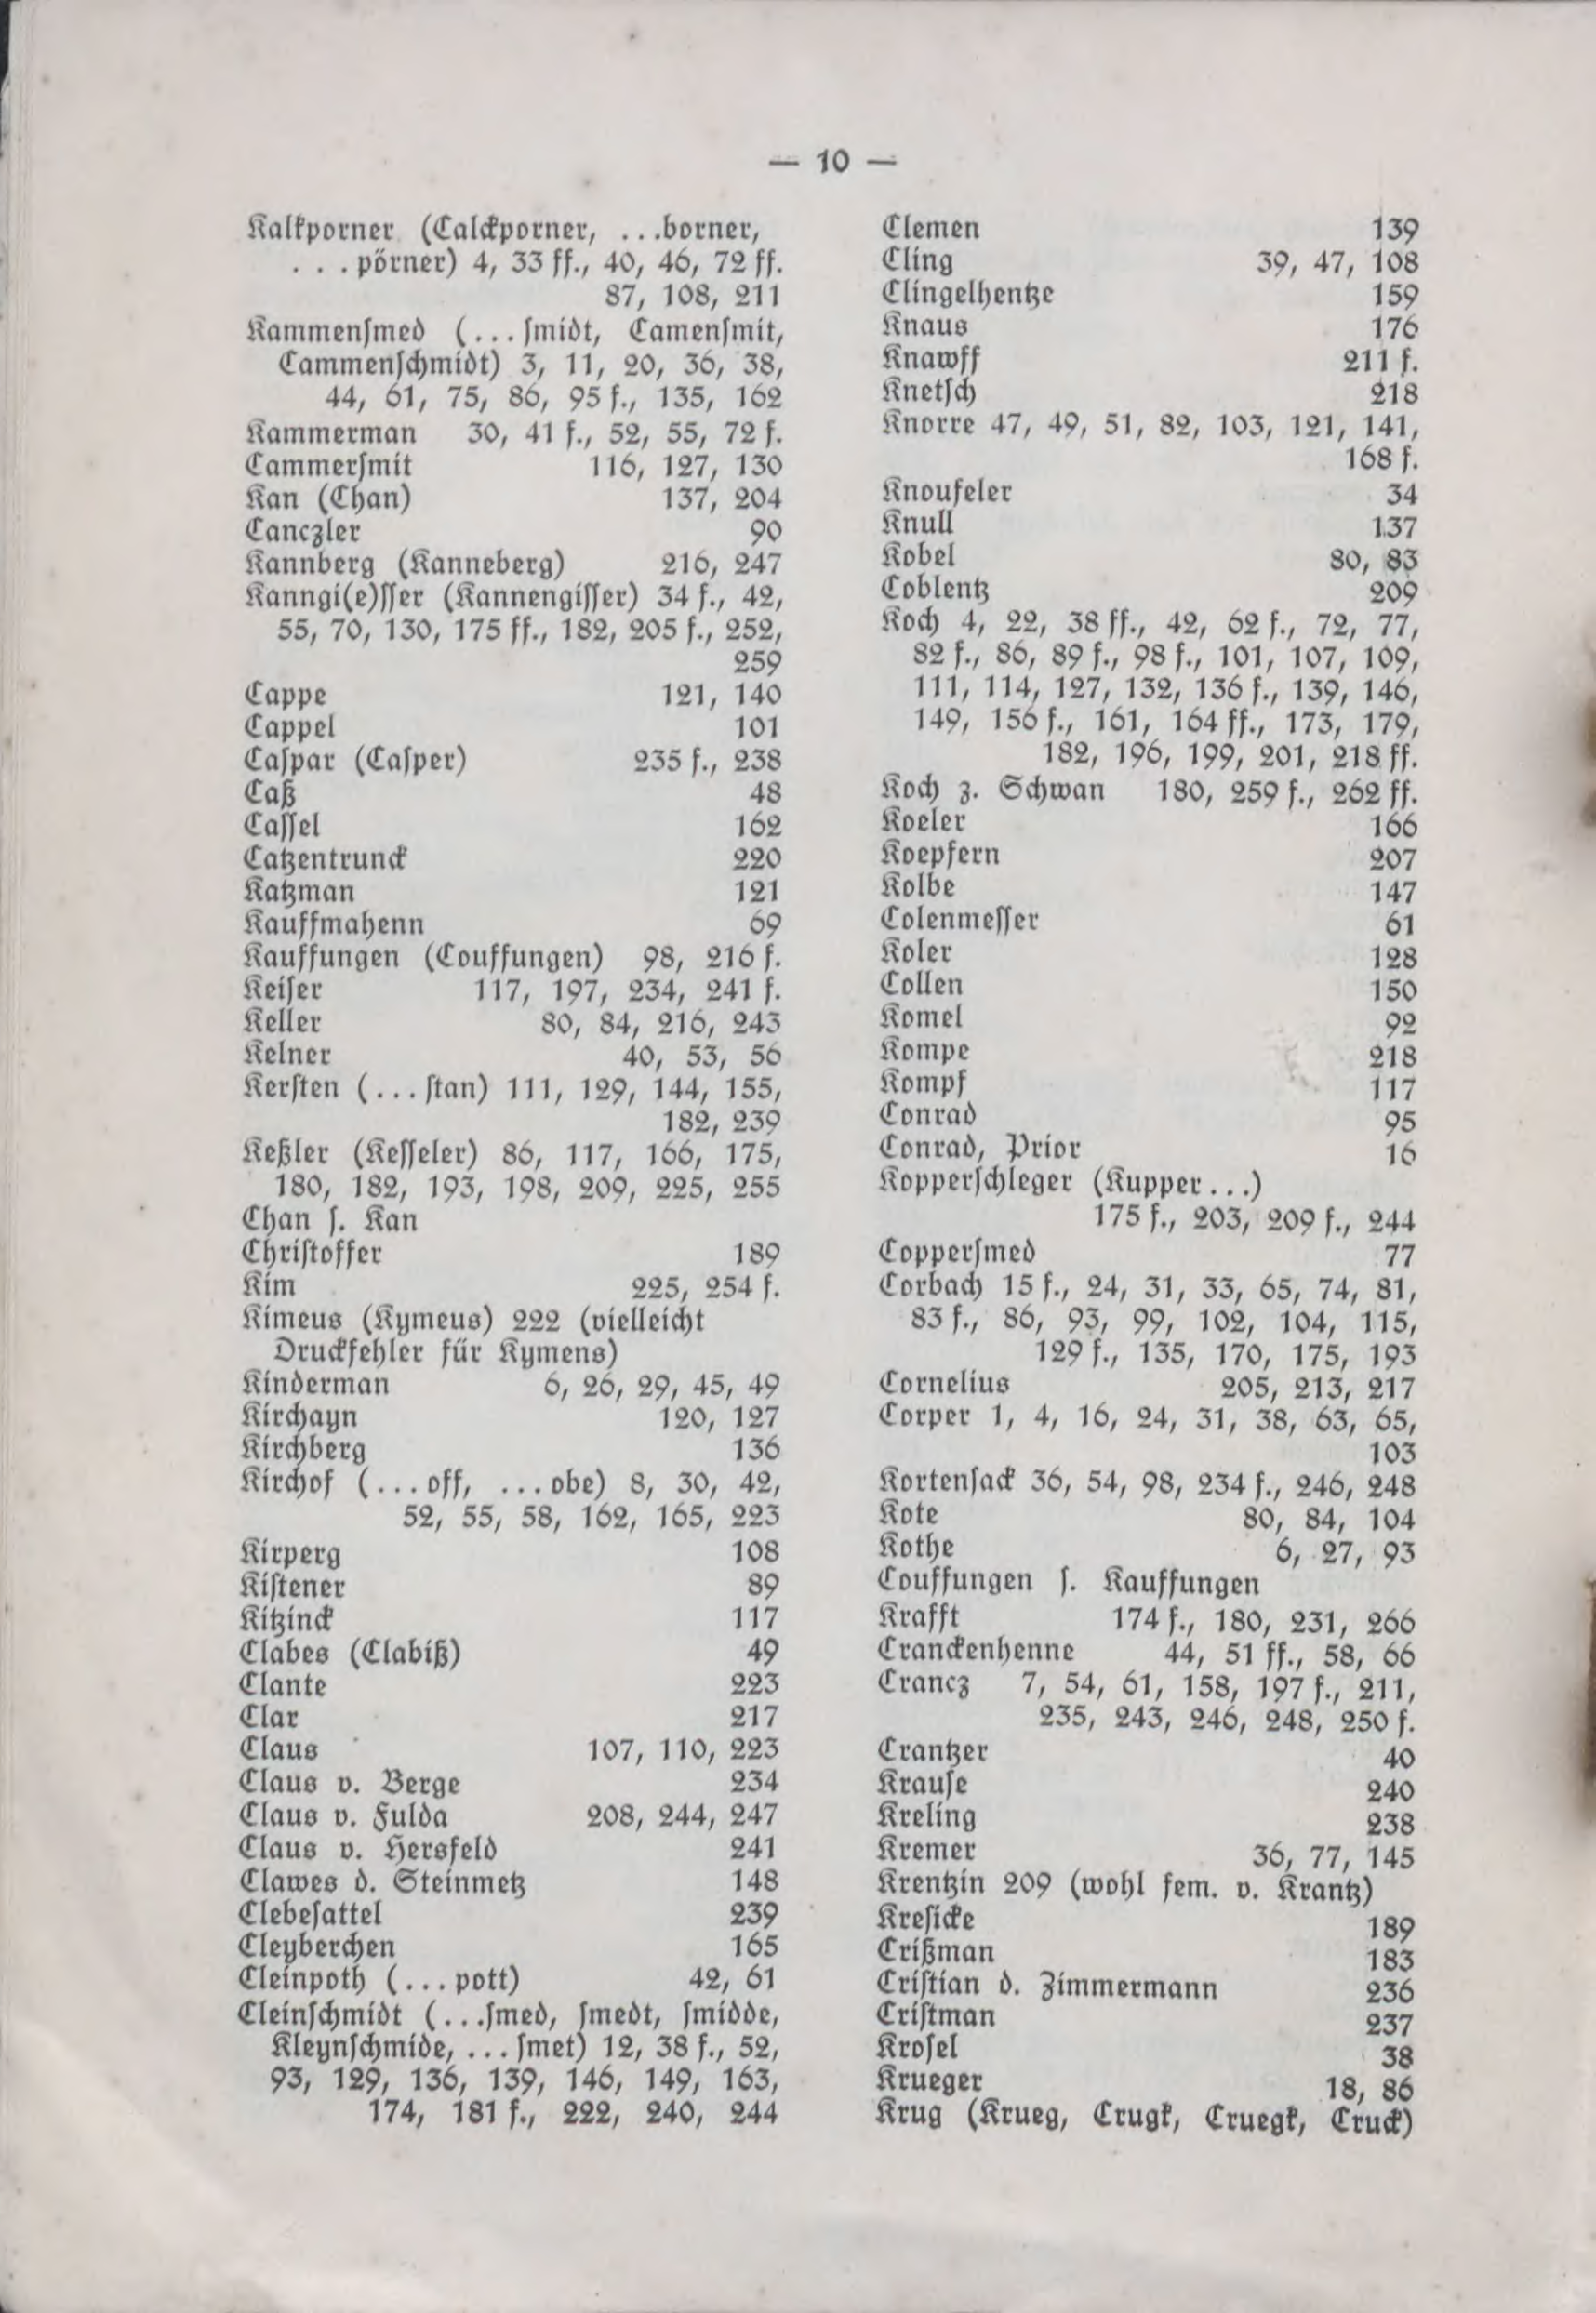 — 10 —
Kalkporner (Calckporner, ...borner,
...pörner) 4, 33 ff., 40, 46, 72 ff.
87, 108, 211
Kammenſmed (...ſmidt, Camenſmit,
Cammenſchmidt) 3, 11, 20, 36, 38,
44, 61, 75, 86, 95 f., 135, 162
Kammerman 30, 41 f., 52, 55, 72 f.
Cammerſmit 116, 127, 130
Kan (Chan) 137, 204
Canczler 90
Kannberg (Kanneberg) 216, 247
Kanngi(e)ſſer (Kannengiſſer) 34 f., 42,
55, 70, 130, 175 ff., 182, 205 f., 252,
259
Cappe 121, 140
Cappel 101
Caſpar (Caſper) 235 f., 238
Caß 48
Caſſel 162
Catzentrunck 220
Katzman 121
Kauffmahenn 69
Kauffungen (Couffungen) 98, 216 f.
Keiſer 117, 197, 234, 241 f.
Keller 80, 84, 216, 243
Kelner 40, 53, 56
Kerſten (...ſtan) 111, 129, 144, 155,
182, 239
Keßler (Keſſeler) 86, 117, 166, 175,
180, 182, 193, 198, 209, 225, 255
Chan ſ. Kan
Chriſtoffer 189
Kim 225, 254 f.
Kimeus (Kymeus) 222 (vielleicht
Druckfehler für Kymens)
Kinderman 6, 26, 29, 45, 49
Kirchayn 120, 127
Kirchberg 136
Kirchof (...off, ...obe) 8, 30, 42,
52, 55, 58, 162, 165, 223
Kirperg 108
Kiſtener 89
Kitzinck 117
Clabes (Clabiß) 49
Clante 223
Clar 217
Claus 107, 110, 223
Claus v. Berge 234
Claus v. Fulda 208, 244, 247
Claus v. Hersfeld 241
Clawes d. Steinmetz 148
Clebeſattel 239
Cleyberchen 165
Cleinpoth (...pott) 42, 61
Cleinſchmidt (...ſmed, ſmedt, ſmidde,
Kleynſchmide, ...ſmet) 12, 38 f., 52,
93, 129, 136, 139, 146, 149, 163,
174, 181 f., 222, 240, 244
Clemen 139
Cling 39, 47, 108
Clingelhentze 159
Knaus 176
Knawff 211 f.
Knetſch 218
Knorre 47, 49, 51, 82, 103, 121, 141,
168 f.
Knoufeler 34
Knull 137
Kobel 80, 83
Coblentz 209
Koch 4, 22, 38 ff., 42, 62 f., 72, 77,
82 f., 86, 89 f., 98 f., 101, 107, 109,
111, 114, 127, 132, 136 f., 139, 146,
149, 156 f., 161, 164 ff., 173, 179,
182, 196, 199, 201, 218 ff.
Koch z. Schwan 180, 259 f., 262 ff.
Koeler 166
Koepfern 207
Kolbe 147
Colenmeſſer 61
Koler 128
Collen 150
Komel 92
Kompe 218
Kompf 117
Conrad 95
Conrad, Prior 16
Kopperſchleger (Kupper...)
175 f., 203, 209 f., 244
Copperſmed 77
Corbach 15 f., 24, 31, 33, 65, 74, 81,
83 f., 86, 93, 99, 102, 104, 115,
129 f., 135, 170, 175, 193
Cornelius 205, 213, 217
Corper 1, 4, 16, 24, 31, 38, 63, 65,
103
Kortenſack 36, 54, 98, 234 f., 246, 248
Kote 80, 84, 104
Kothe 6, 27, 93
Couffungen ſ. Kauffungen
Krafft 174 f., 180, 231, 266
Cranckenhenne 44, 51 ff., 58, 66
Crancz 7, 54, 61, 158, 197 f., 211,
235, 243, 246, 248, 250 f.
Crantzer 40
Krauſe 240
Kreling 238
Kremer 36, 77, 145
Krentzin 209 (wohl fem. v. Krantz)
Kreſicke 189
Crißman 183
Criſtian d. Zimmermann 236
Criſtman 237
Kroſel 38
Krueger 18, 86
Krug (Krueg, Crugk, Cruegk, Cruck)